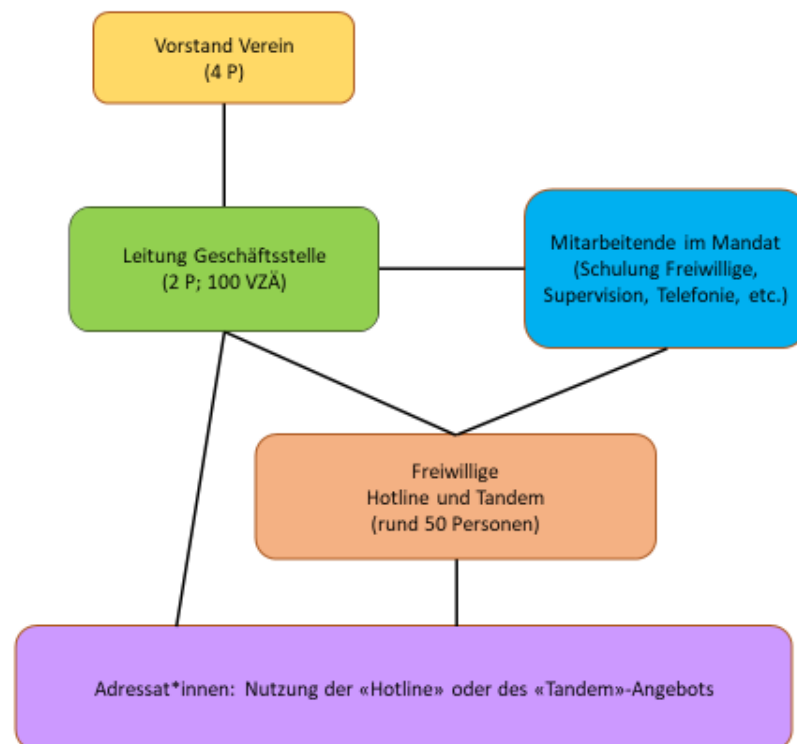 Vorstand Verein
(4 P)
Leitung Geschäftsstelle
(2 P; 100 VZÄ)
Mitarbeitende im Mandat
(Schulung Freiwillige,
Supervision, Telefonie, etc.)
Freiwillige
Hotline und Tandem
(rund 50 Personen)
Adressat*innen: Nutzung der «Hotline» oder des «Tandem»-Angebots